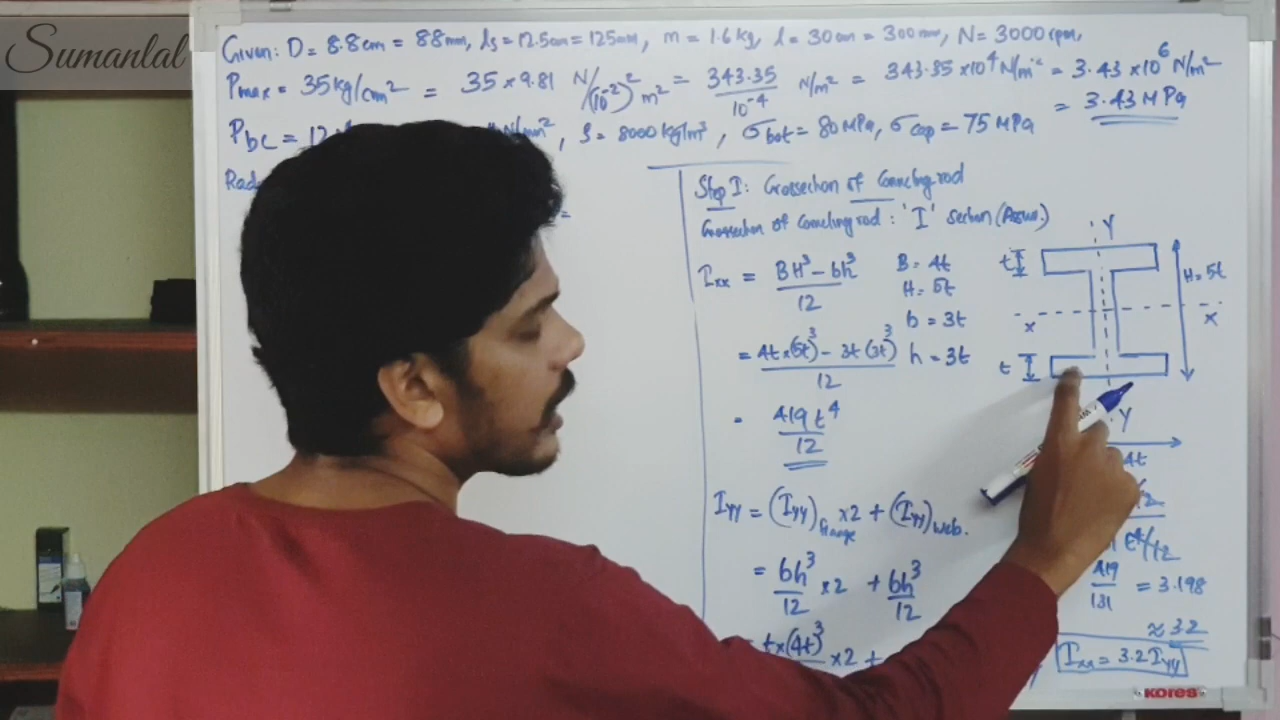 Sumanlal
Given: D = 8.8 cm = 88 mm, ls = 12.5 cm = 125 mm, m = 1.6 kg, l = 30 cm = 300 mm, N = 3000 rpm,
Pmax = 35 kg/cm² = 35 × 9.81 N/(10⁻²)² m² = 343.35/10⁻⁴ N/m² = 343.35 × 10⁴ N/m² = 3.43 × 10⁶ N/m²
= 3.43 MPa
Pbc = 12 N/mm², ρ = 8000 kg/m³, σbolt = 80 MPa, σcap = 75 MPa
=
Step I: Crossection of Connecting rod
Crossection of Connecting rod : 'I' section (Assu.)
Ixx = BH³ - bh³/12
B = 4t
H = 5t
b = 3t
h = 3t
= 4t × (5t)³ - 3t (3t)³/12
= 419 t⁴/12
Iyy = (Iyy)flange × 2 + (Iyy)web.
= bh³/12 × 2 + bh³/12
= t × (4t)³ × 2 +
t
Y
H = 5t
x
x
t
Y
4t
/12
t⁴/12
419/131 = 3.198
≈ 3.2
Ixx = 3.2 Iyy
KORES